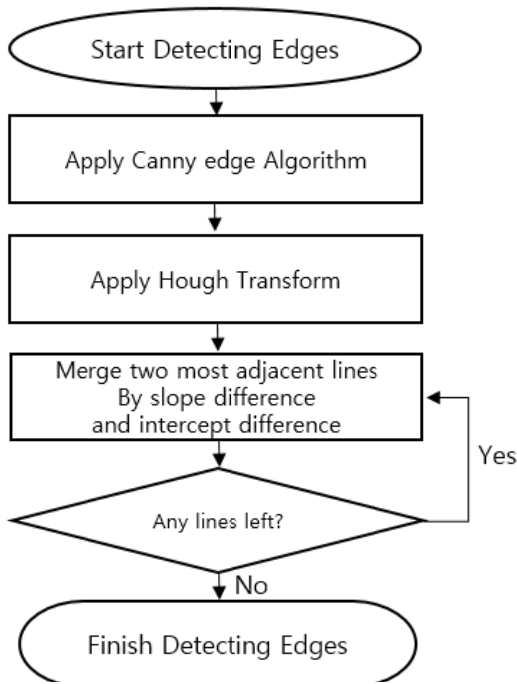 Start Detecting Edges
Apply Canny edge Algorithm
Apply Hough Transform
Merge two most adjacent lines
By slope difference
and intercept difference
Yes
Any lines left?
No
Finish Detecting Edges